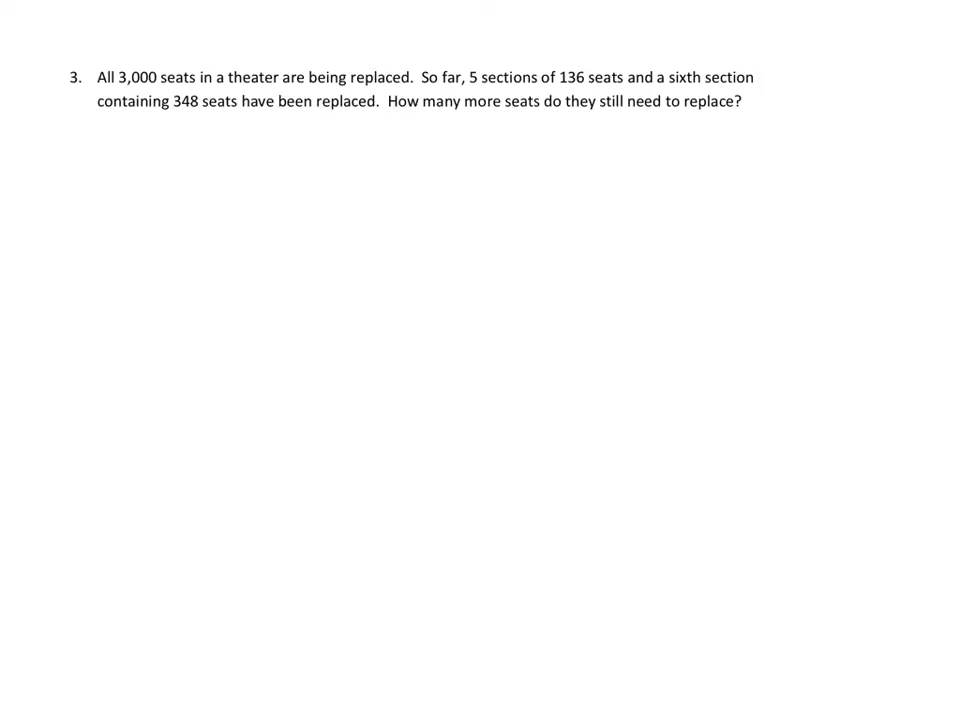 3. All 3,000 seats in a theater are being replaced. So far, 5 sections of 136 seats and a sixth section
containing 348 seats have been replaced. How many more seats do they still need to replace?